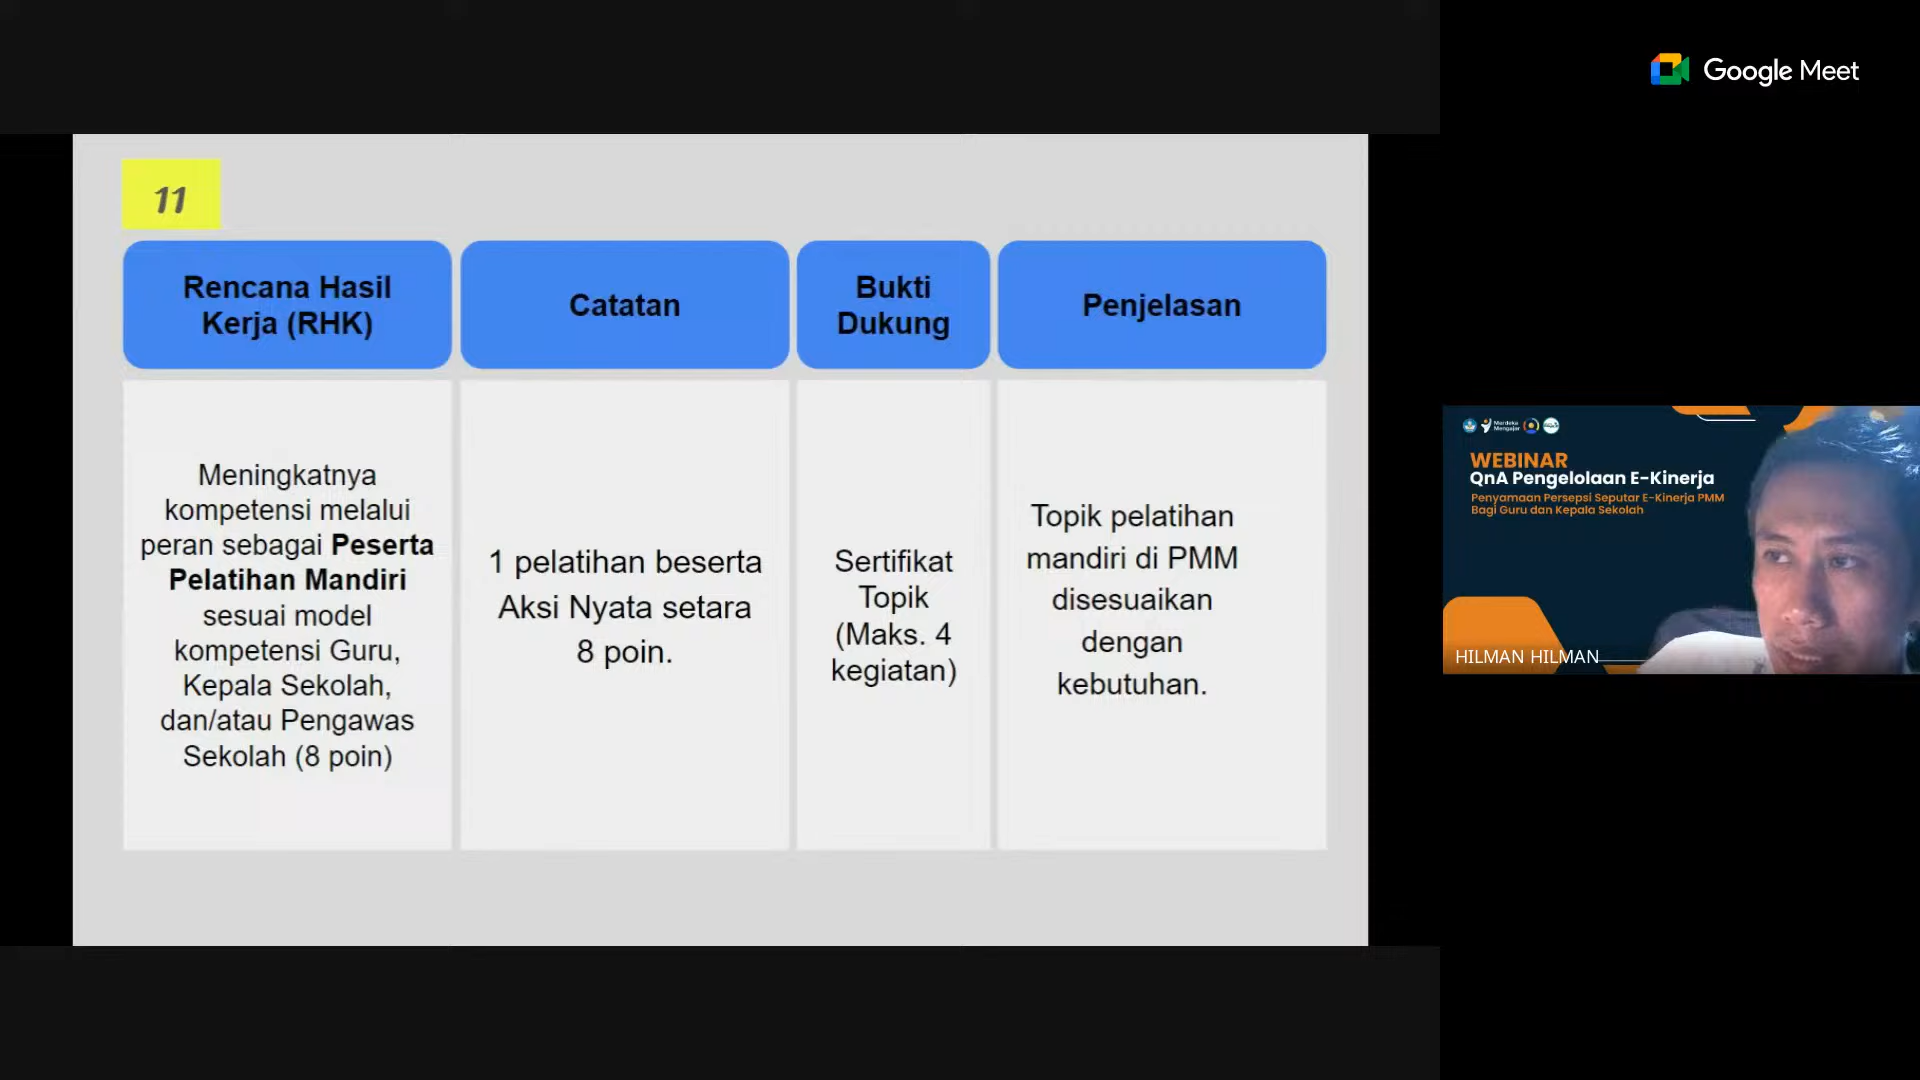 Google Meet
11
Rencana Hasil
Kerja (RHK)
Catatan
Bukti
Dukung
Penjelasan
Meningkatnya
kompetensi melalui
peran sebagai Peserta
Pelatihan Mandiri
sesuai model
kompetensi Guru,
Kepala Sekolah,
dan/atau Pengawas
Sekolah (8 poin)
1 pelatihan beserta
Aksi Nyata setara
8 poin.
Sertifikat
Topik
(Maks. 4
kegiatan)
Topik pelatihan
mandiri di PMM
disesuaikan
dengan
kebutuhan.
Merdeka
Mengajar
WEBINAR
QnA Pengelolaan E-Kinerja
Penyamaan Persepsi Seputar E-Kinerja PMM
Bagi Guru dan Kepala Sekolah
HILMAN HILMAN